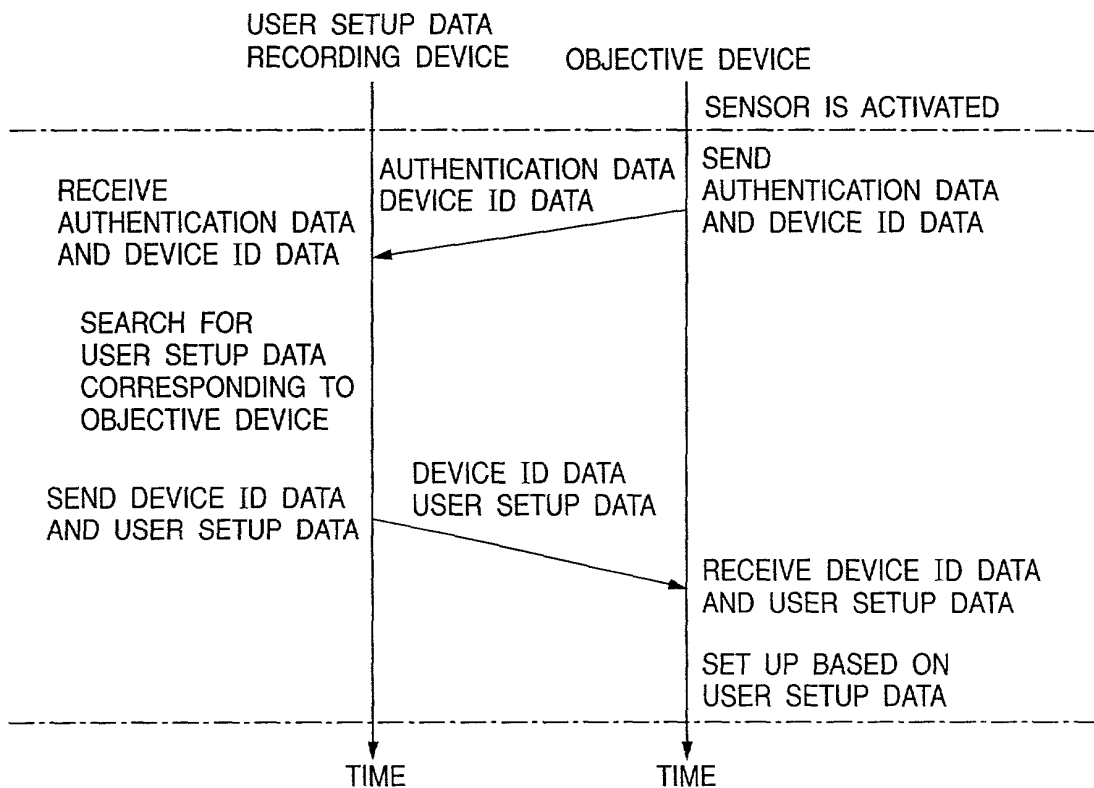 USER SETUP DATA
RECORDING DEVICE
OBJECTIVE DEVICE
SENSOR IS ACTIVATED
SEND
AUTHENTICATION DATA
AND DEVICE ID DATA
AUTHENTICATION DATA
DEVICE ID DATA
RECEIVE
AUTHENTICATION DATA
AND DEVICE ID DATA
SEARCH FOR
USER SETUP DATA
CORRESPONDING TO
OBJECTIVE DEVICE
SEND DEVICE ID DATA
AND USER SETUP DATA
DEVICE ID DATA
USER SETUP DATA
RECEIVE DEVICE ID DATA
AND USER SETUP DATA
SET UP BASED ON
USER SETUP DATA
TIME
TIME